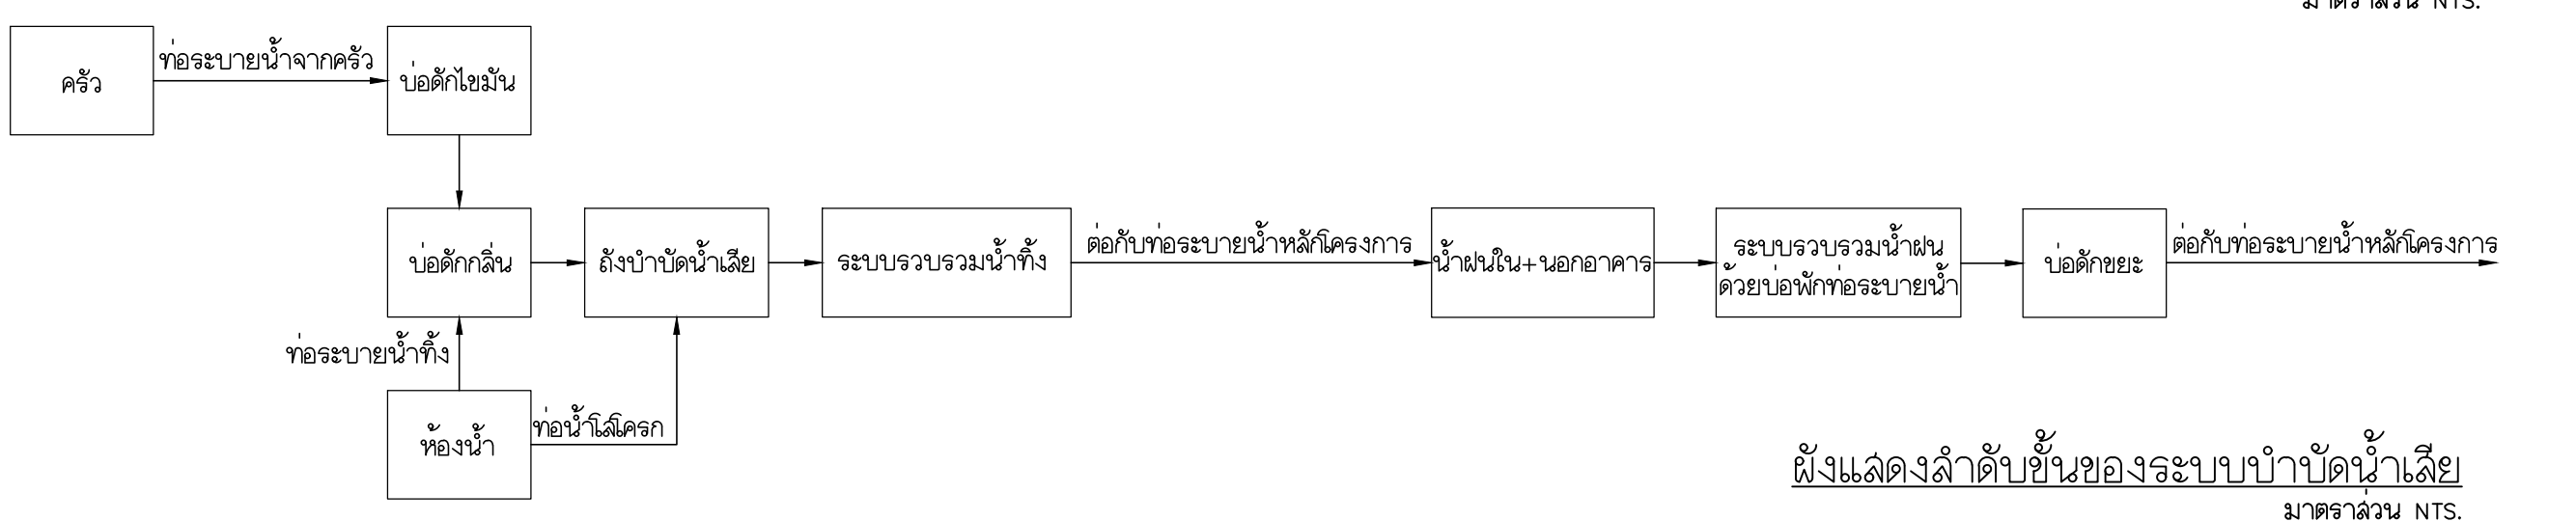 มาตราส่วน NTS.
ครัว
ท่อระบายน้ำจากครัว
บ่อดักไขมัน
บ่อดักกลิ่น
ถังบำบัดน้ำเสีย
ระบบรวบรวมน้ำทิ้ง
ต่อกับท่อระบายน้ำหลักโครงการ
น้ำฝนใน+นอกอาคาร
ระบบรวบรวมน้ำฝน
ด้วยบ่อพักท่อระบายน้ำ
บ่อดักขยะ
ต่อกับท่อระบายน้ำหลักโครงการ
ท่อระบายน้ำทิ้ง
ห้องน้ำ
ท่อน้ำโสโครก
ผังแสดงลำดับขั้นของระบบบำบัดน้ำเสีย
มาตราส่วน NTS.